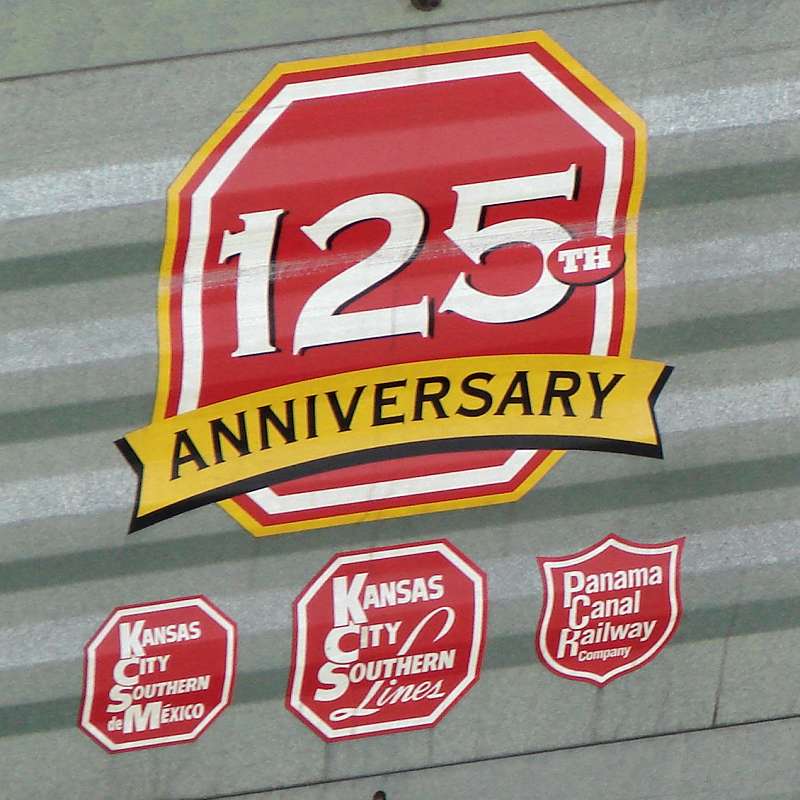 125TH
ANNIVERSARY
KANSAS
CITY
SOUTHERN
de MÉXICO
KANSAS
CITY
SOUTHERN
Lines
Panama
Canal
Railway
Company